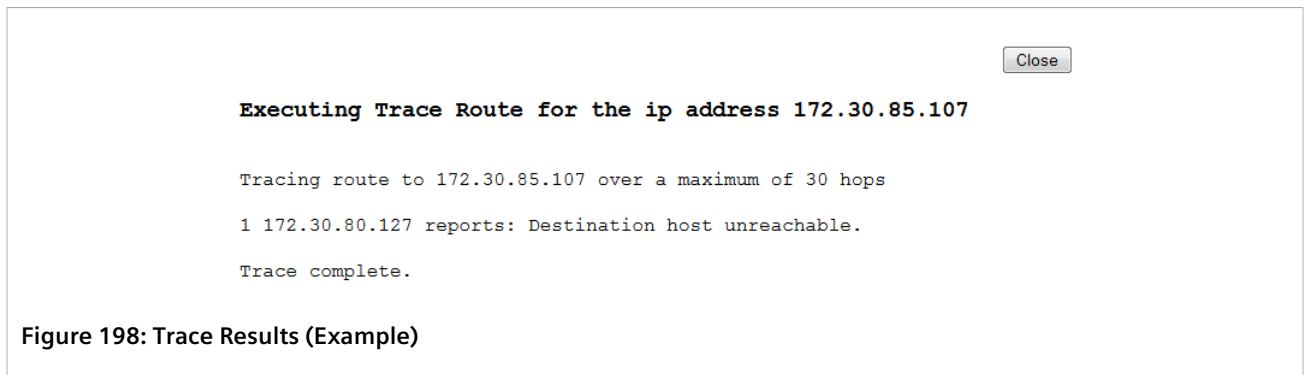 Close
Executing Trace Route for the ip address 172.30.85.107
Tracing route to 172.30.85.107 over a maximum of 30 hops
1 172.30.80.127 reports: Destination host unreachable.
Trace complete.
Figure 198: Trace Results (Example)